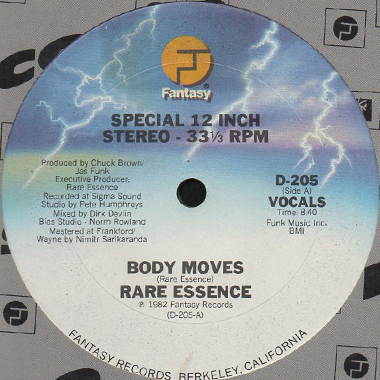 Fantasy
SPECIAL 12 INCH
STEREO - 33⅓ RPM
Produced by Chuck Brown/
Jas Funk
Executive Producer:
Rare Essence
Recorded at Sigma Sound
Studio by Pete Humphreys
Mixed by Dirk Devlin
Bias Studio - Norm Rowland
Mastered at Frankford/
Wayne by Nimitr Sarikananda
D-205
(Side A)
VOCALS
Time: 8:40
Funk Music Inc.
BMI
BODY MOVES
(Rare Essence)
RARE ESSENCE
℗ 1982 Fantasy Records
(D-205-A)
FANTASY RECORDS BERKELEY, CALIFORNIA